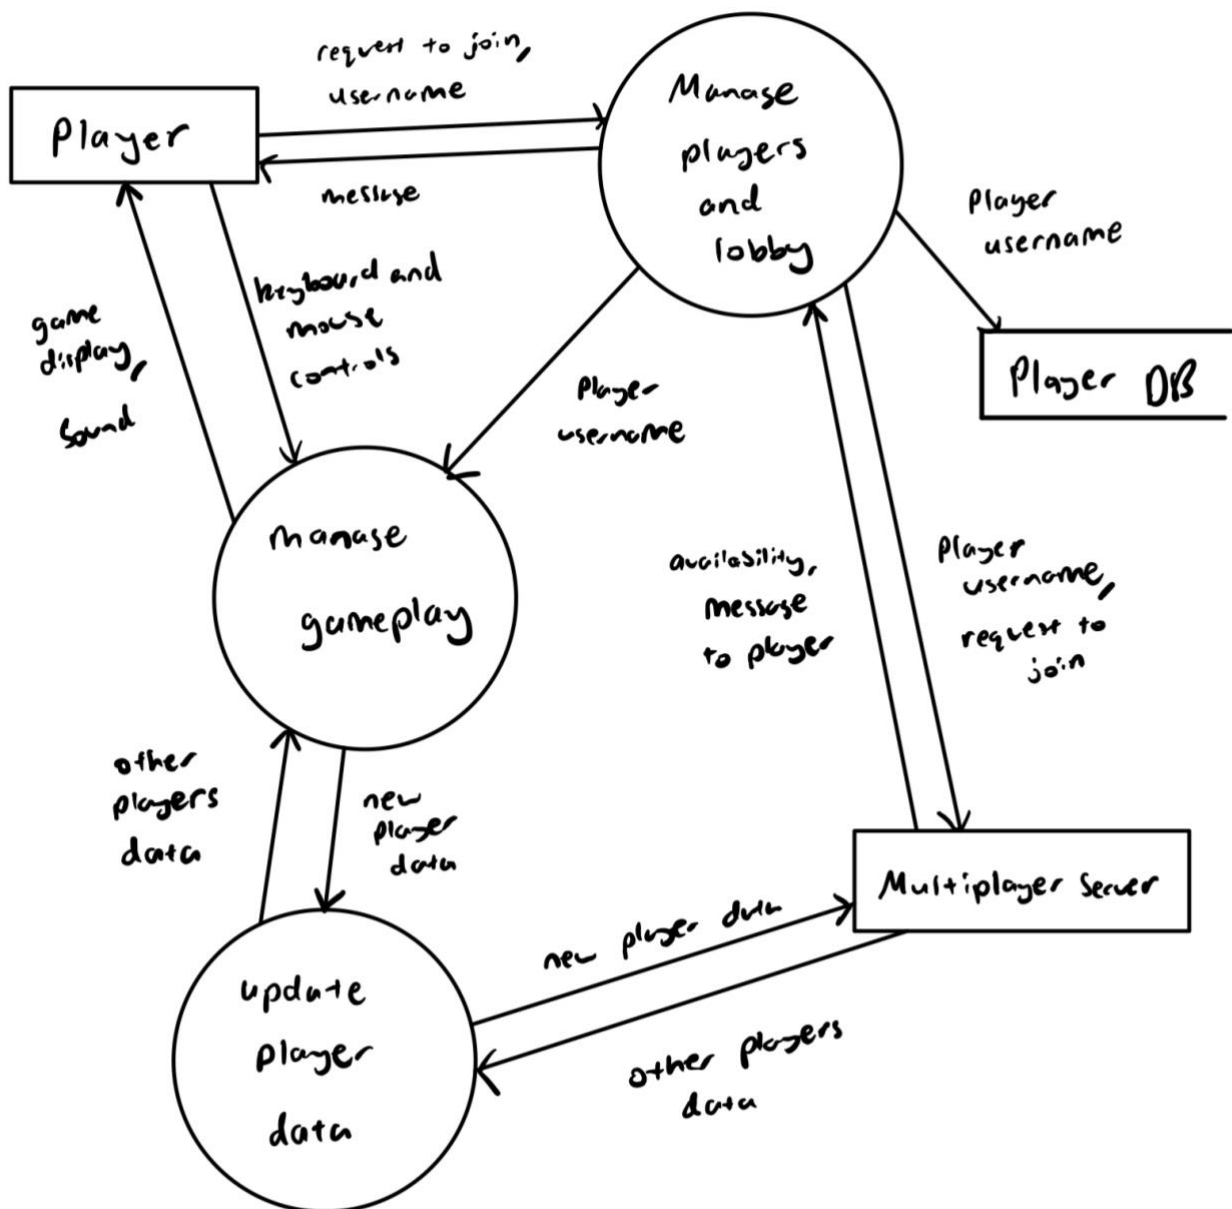 request to join,
username
Player
message
Manage
players
and
lobby
Player
username
Player DB
keyboard and
mouse
controls
game
display,
sound
Player
username
manage
gameplay
availability,
message
to player
Player
username,
request to
join
other
players
data
new
player
data
Multiplayer Server
new player data
other players
data
update
player
data